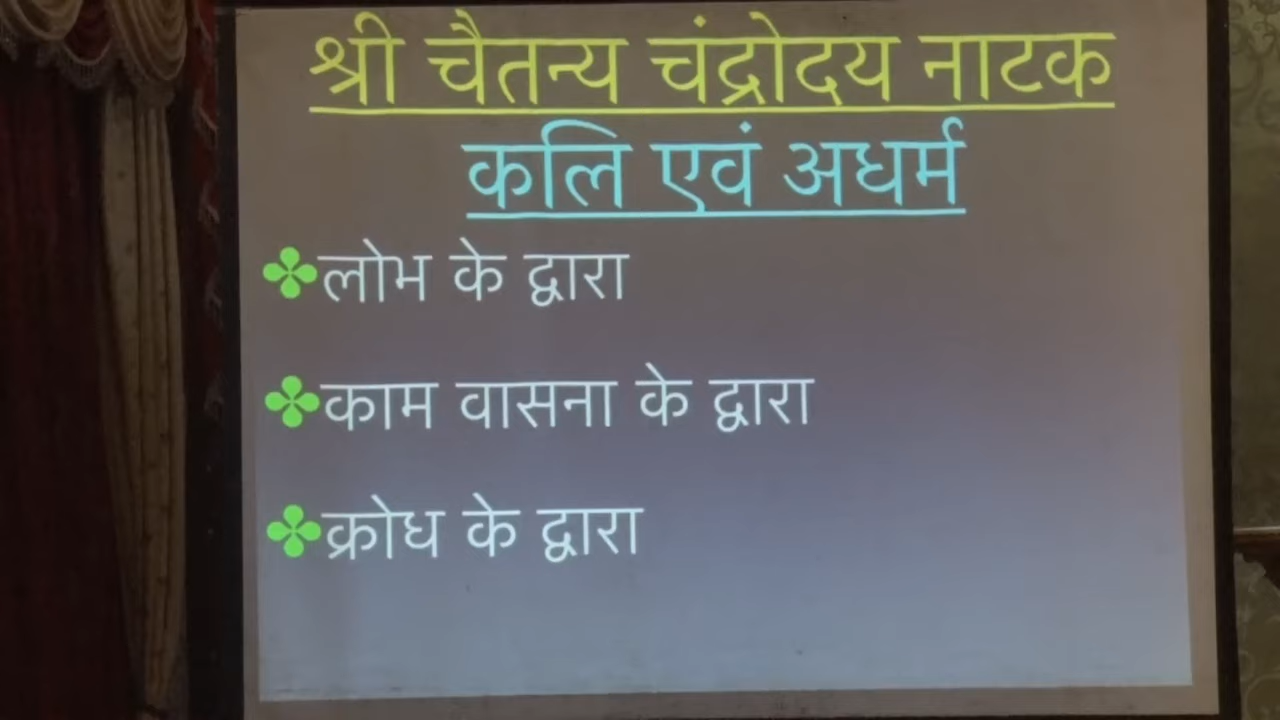 श्री चैतन्य चंद्रोदय नाटक
कलि एवं अधर्म
लोभ के द्वारा
काम वासना के द्वारा
क्रोध के द्वारा